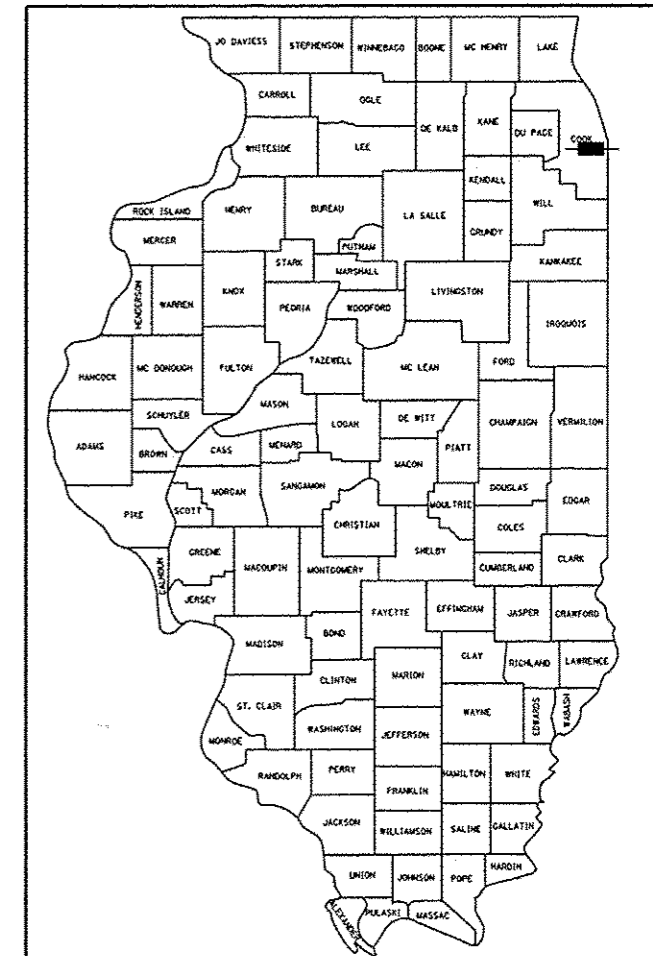 JO DAVIESS
STEPHENSON
WINNEBAGO
BOONE
MC HENRY
LAKE
CARROLL
OGLE
DE KALB
KANE
DU PAGE
COOK
WHITESIDE
LEE
KENDALL
WILL
ROCK ISLAND
HENRY
BUREAU
LA SALLE
GRUNDY
MERCER
PUTNAM
KANKAKEE
STARK
MARSHALL
HENDERSON
WARREN
KNOX
PEORIA
WOODFORD
LIVINGSTON
IROQUOIS
HANCOCK
MC DONOUGH
FULTON
TAZEWELL
MC LEAN
FORD
SCHUYLER
MASON
LOGAN
DE WITT
CHAMPAIGN
VERMILION
ADAMS
BROWN
CASS
MENARD
PIATT
MACON
PIKE
SCOTT
MORGAN
SANGAMON
CHRISTIAN
MOULTRIE
DOUGLAS
EDGAR
COLES
CALHOUN
GREENE
MACOUPIN
MONTGOMERY
SHELBY
CUMBERLAND
CLARK
JERSEY
FAYETTE
EFFINGHAM
JASPER
CRAWFORD
MADISON
BOND
CLAY
RICHLAND
LAWRENCE
ST. CLAIR
CLINTON
MARION
WAYNE
EDWARDS
WABASH
MONROE
WASHINGTON
JEFFERSON
RANDOLPH
PERRY
FRANKLIN
HAMILTON
WHITE
JACKSON
WILLIAMSON
SALINE
GALLATIN
UNION
JOHNSON
POPE
HARDIN
ALEXANDER
PULASKI
MASSAC